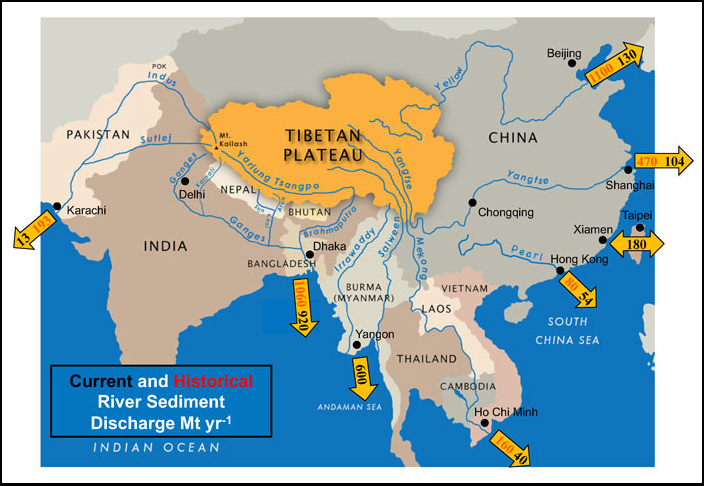 Beijing
1100 130
POK
Indus
Yellow
PAKISTAN
Sutlej
Mt.
Kailash
TIBETAN
PLATEAU
CHINA
Yangtse
470 104
Ganges
Karnali
Yarlung Tsangpo
Yangtse
Shanghai
Delhi
NEPAL
Karachi
13 193
BHUTAN
Chongqing
Taipei
Xiamen
180
INDIA
Ganges
Brahmaputra
Dhaka
Irrawaddy
Salween
Mekong
Pearl
Hong Kong
BANGLADESH
BURMA
(MYANMAR)
VIETNAM
80 54
1060 920
LAOS
SOUTH
CHINA SEA
Yangon
THAILAND
600
Current and Historical
River Sediment
Discharge Mt yr-1
CAMBODIA
ANDAMAN SEA
Ho Chi Minh
INDIAN OCEAN
160 40